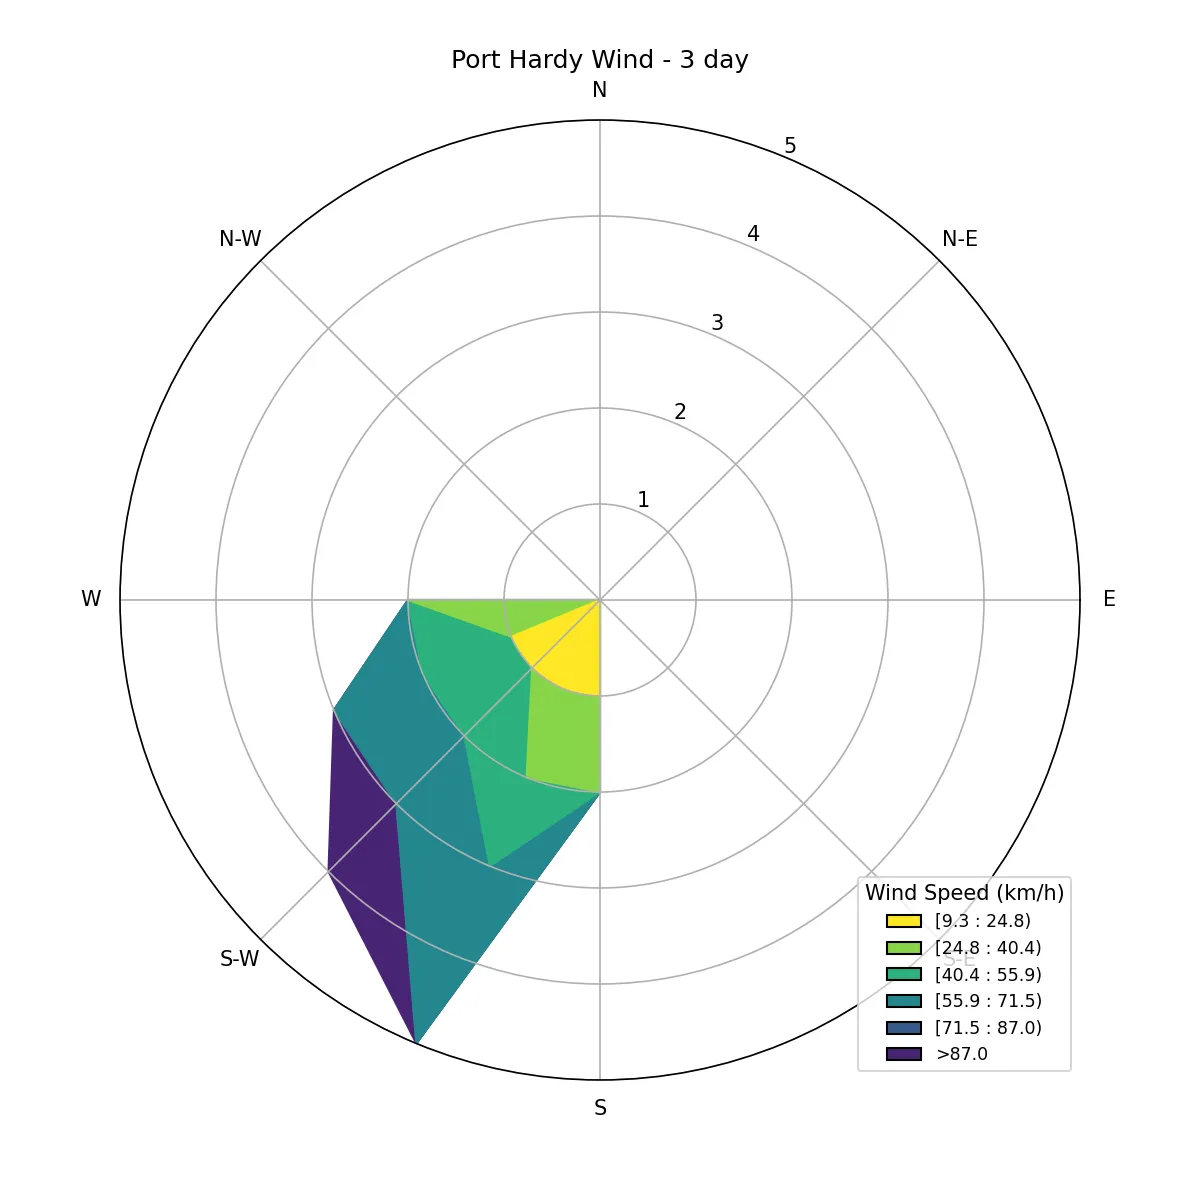 Port Hardy Wind - 3 day
N
5
N-W
N-E
4
3
2
1
W
E
S-W
S-E
S
Wind Speed (km/h)
[9.3 : 24.8)
[24.8 : 40.4)
[40.4 : 55.9)
[55.9 : 71.5)
[71.5 : 87.0)
>87.0